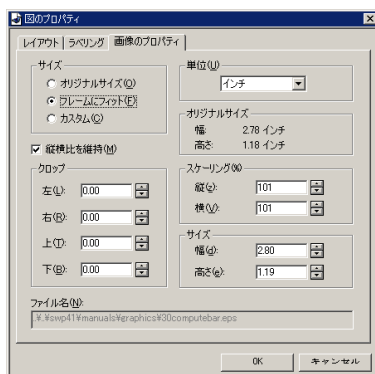 図のプロパティ
レイアウト ラベリング 画像のプロパティ
サイズ
オリジナルサイズ(O)
フレームにフィット(F)
カスタム(C)
縦横比を維持(M)
クロップ
左(L): 0.00
右(R): 0.00
上(T): 0.00
下(B): 0.00
単位(U)
インチ
オリジナルサイズ
幅: 2.78 インチ
高さ: 1.18 インチ
スケーリング(%)
縦(z): 101
横(V): 101
サイズ
幅(d): 2.80
高さ(e): 1.19
ファイル名(N):
.¥.¥swp41¥manuals¥graphics¥30computebar.eps
OK キャンセル